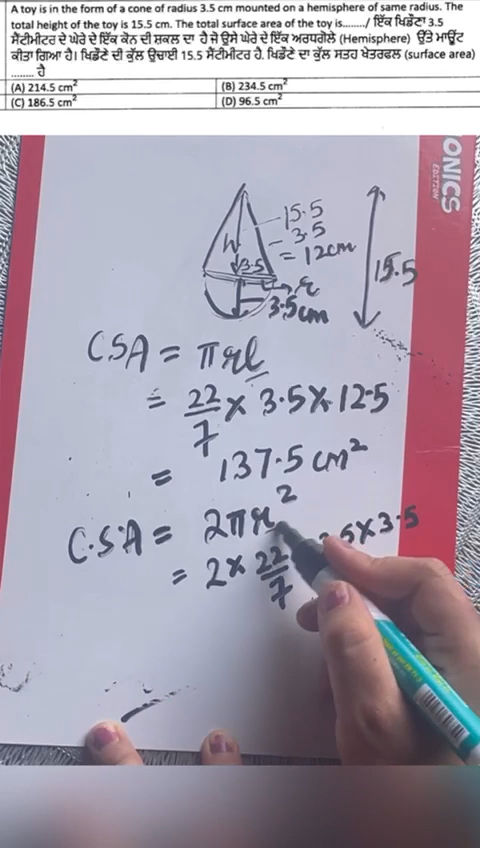 A toy is in the form of a cone of radius 3.5 cm mounted on a hemisphere of same radius. The
total height of the toy is 15.5 cm. The total surface area of the toy is......../ ਇੱਕ ਖਿਡੌਣਾ 3.5
ਸੈਂਟੀਮੀਟਰ ਦੇ ਘੇਰੇ ਦੇ ਇੱਕ ਕੋਨ ਦੀ ਸ਼ਕਲ ਦਾ ਹੈ ਜੋ ਉਸੇ ਘੇਰੇ ਦੇ ਇੱਕ ਅਰਧਗੋਲੇ (Hemisphere) ਉੱਤੇ ਮਾਊਂਟ
ਕੀਤਾ ਗਿਆ ਹੈ। ਖਿਡੌਣੇ ਦੀ ਕੁੱਲ ਉਚਾਈ 15.5 ਸੈਂਟੀਮੀਟਰ ਹੈ. ਖਿਡੌਣੇ ਦਾ ਕੁੱਲ ਸਤਹ ਖੇਤਰਫਲ (surface area)
........ ਹੈ
(A) 214.5 cm² (B) 234.5 cm²
(C) 186.5 cm² (D) 96.5 cm²
ONICS
EDITION
15.5
- 3.5
= 12cm
h
3.5
r
3.5cm
15.5
CSA = πrl
= 22/7 × 3.5 × 12.5
= 137.5 cm²
C.S.A = 2πr²
= 2 × 22/7 3.5 × 3.5